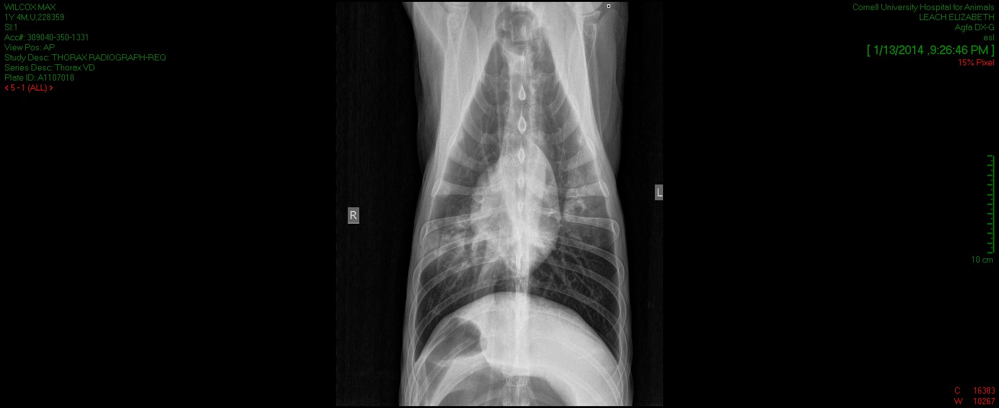 WILCOX MAX
1Y 4M,U,228359
SI:1
Acc#: 309040-350-1331
View Pos: AP
Study Desc: THORAX RADIOGRAPH-REQ
Series Desc: Thorax VD
Plate ID: A1107018
< 5 - 1 (ALL) >
Cornell University Hospital for Animals
LEACH ELIZABETH
Agfa DX-G
esl
[ 1/13/2014 ,9:26:46 PM ]
15% Pixel
R
L
10 cm
C 16383
W 10267